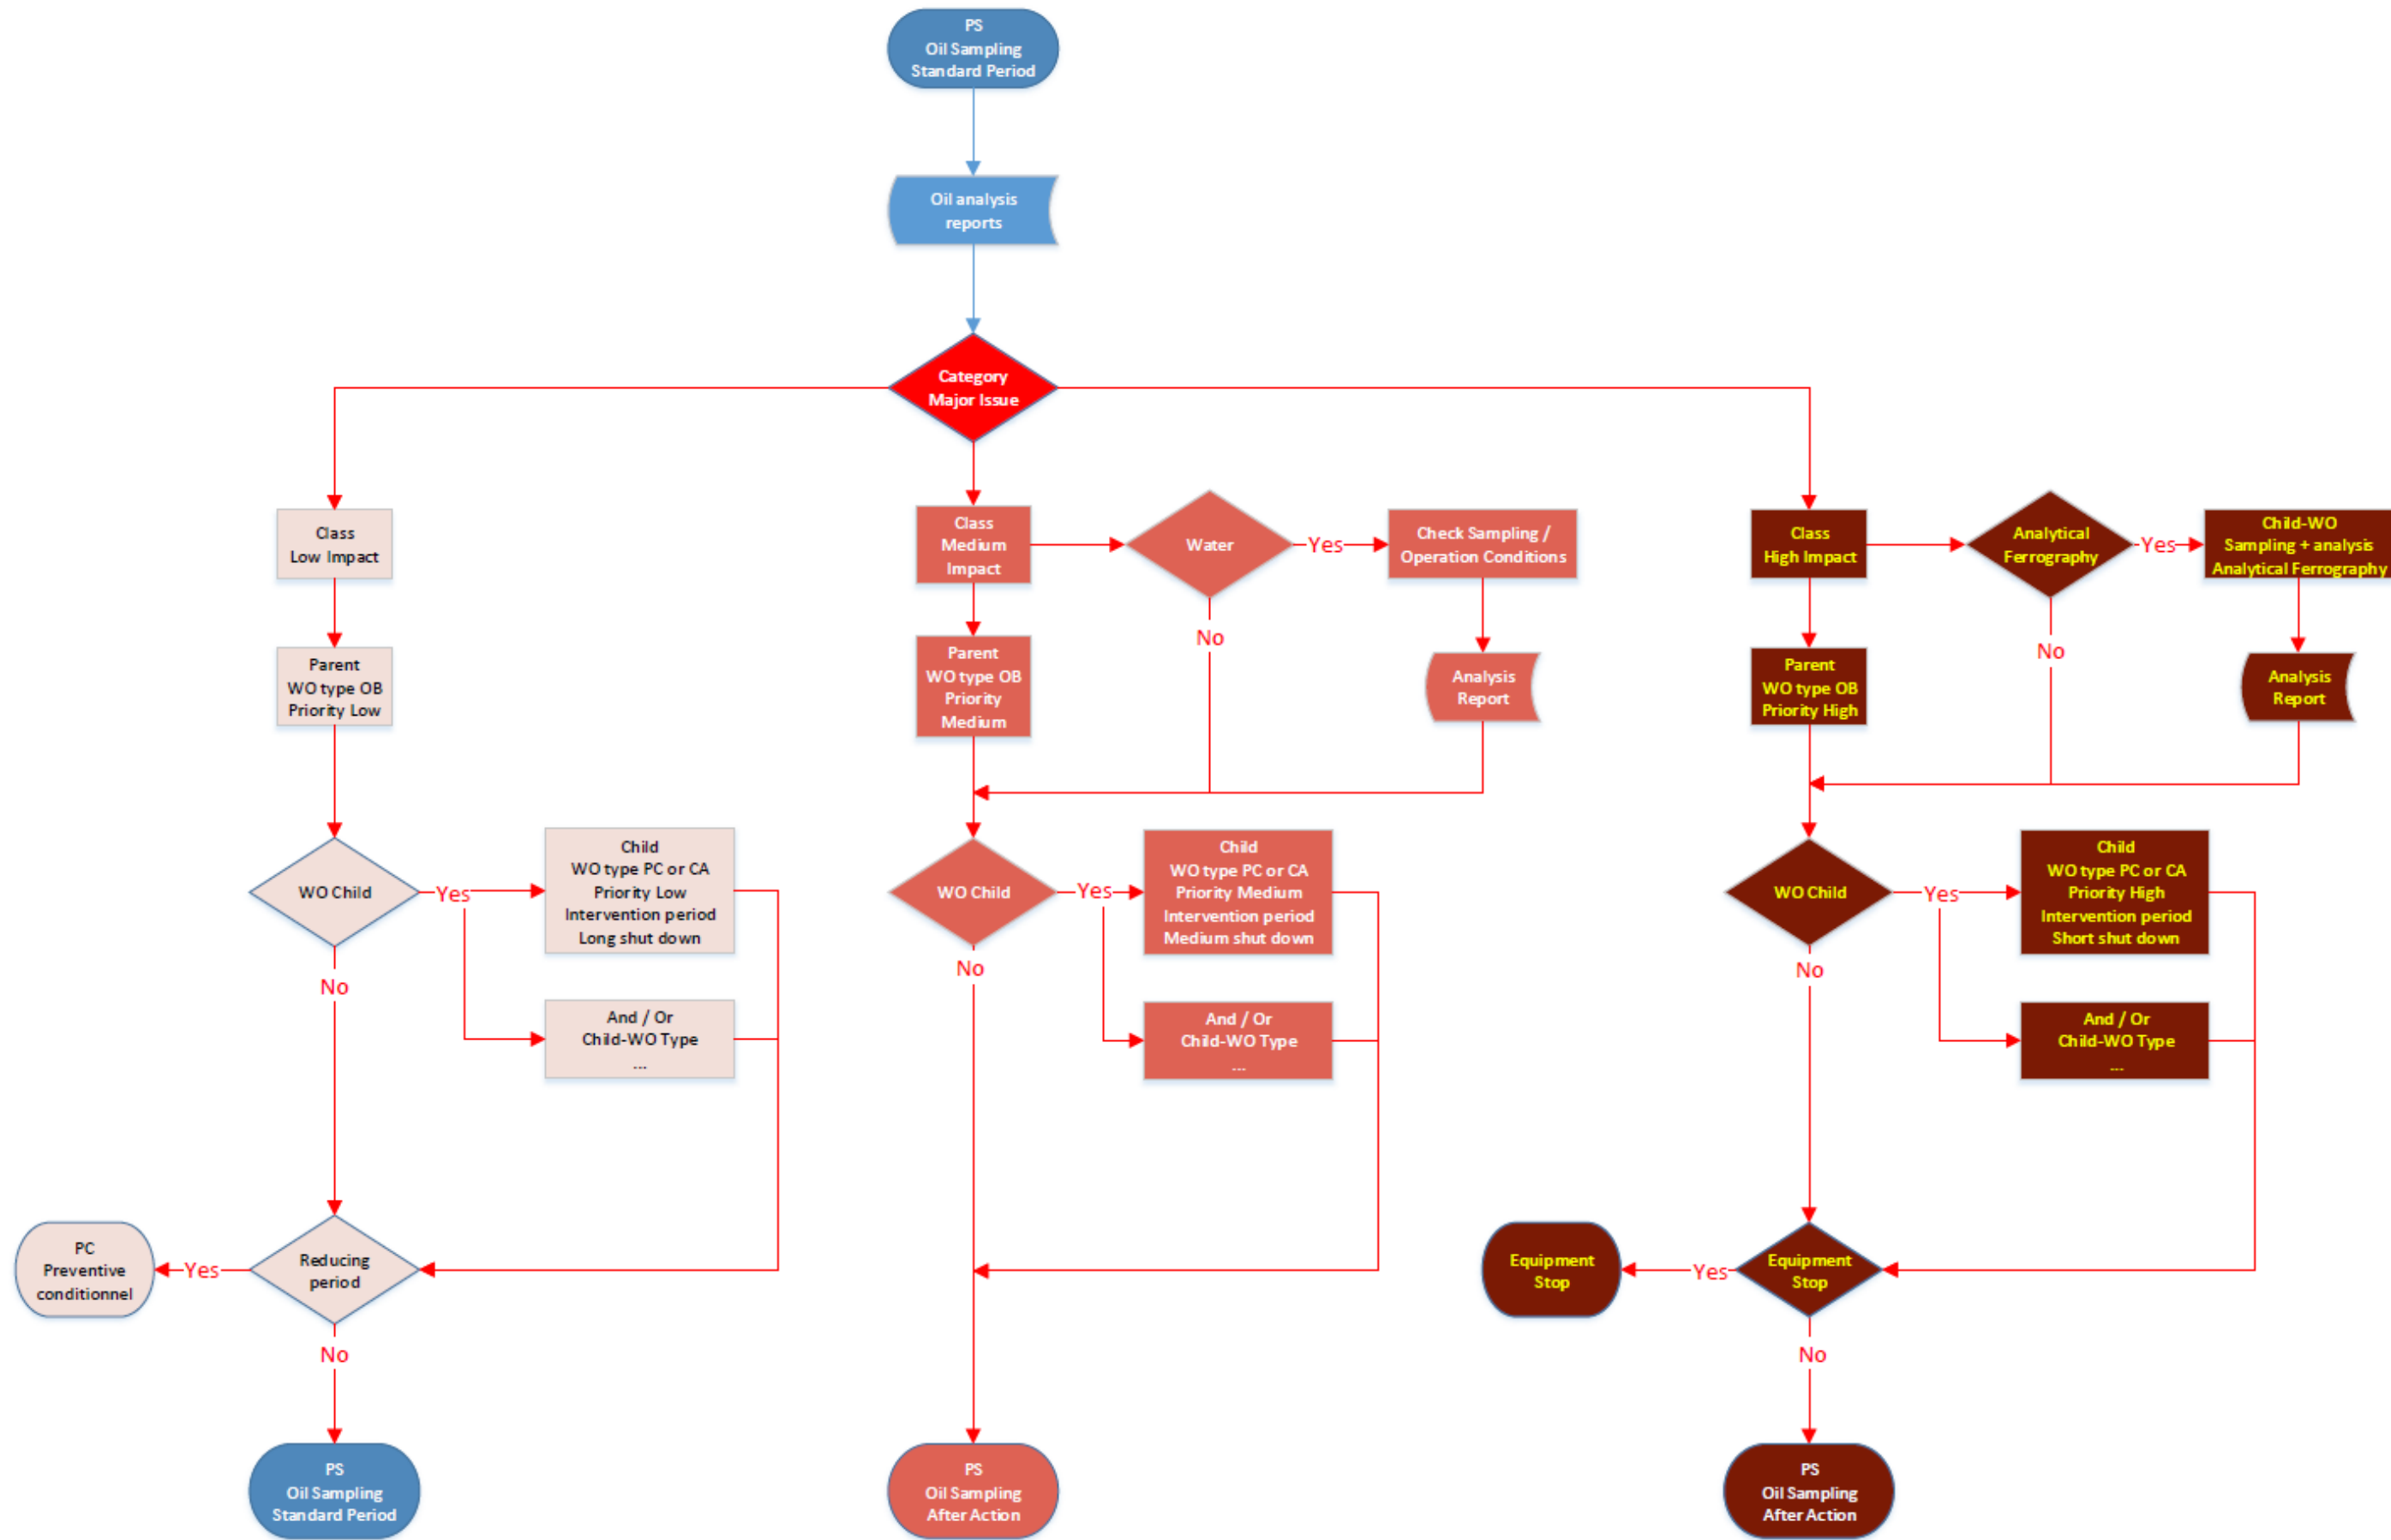 PS
Oil Sampling
Standard Period
Oil analysis
reports
Category
Major Issue
Class
Low Impact
Class
Medium
Impact
Water
Yes
Check Sampling /
Operation Conditions
Class
High Impact
Analytical
Ferrography
Yes
Child-WO
Sampling + analysis
Analytical Ferrography
No
No
Parent
WO type OB
Priority Low
Parent
WO type OB
Priority
Medium
Analysis
Report
Parent
WO type OB
Priority High
Analysis
Report
WO Child
Yes
Child
WO type PC or CA
Priority Low
Intervention period
Long shut down
WO Child
Yes
Child
WO type PC or CA
Priority Medium
Intervention period
Medium shut down
WO Child
Yes
Child
WO type PC or CA
Priority High
Intervention period
Short shut down
No
No
No
And / Or
Child-WO Type
...
And / Or
Child-WO Type
...
And / Or
Child-WO Type
...
PC
Preventive
conditionnel
Yes
Reducing
period
Equipment
Stop
Yes
Equipment
Stop
No
No
PS
Oil Sampling
Standard Period
PS
Oil Sampling
After Action
PS
Oil Sampling
After Action